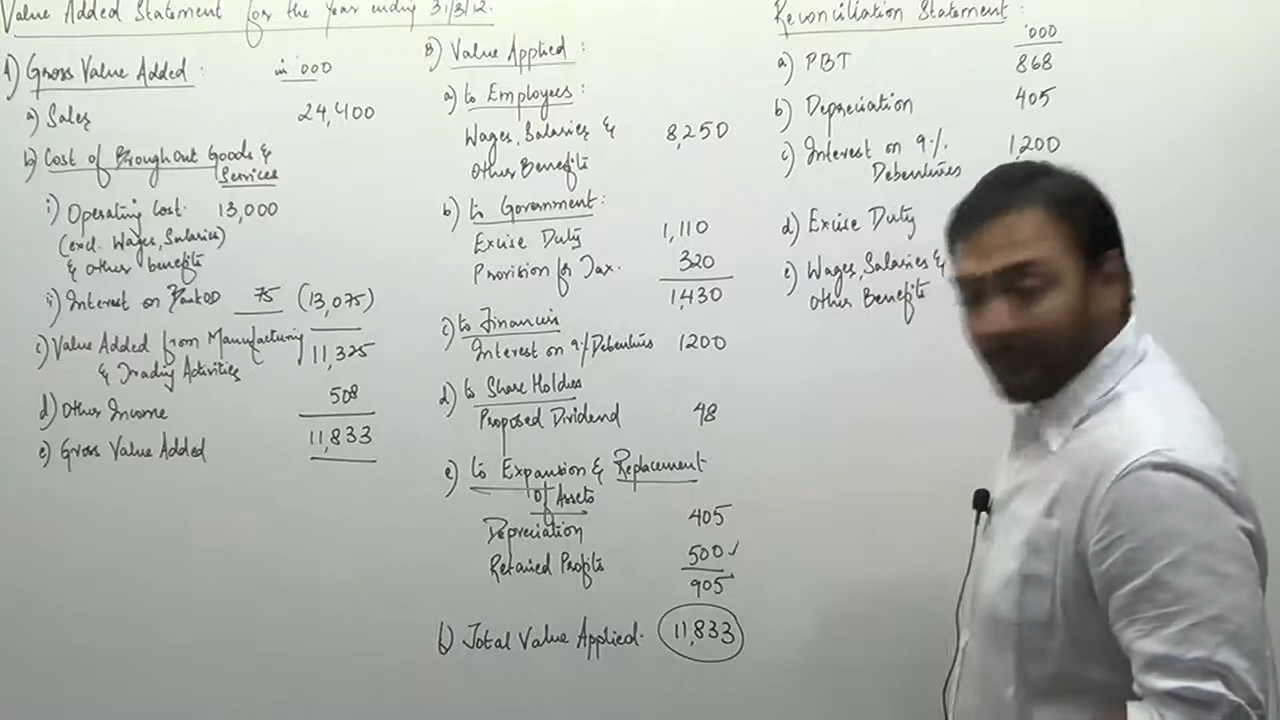 Value Added Statement for the Year ending 31/3/12.
A) Gross Value Added : in '000
a) Sales 24,400
b) Cost of Broughout Goods &
Services
i) Operating Cost. 13,000
(excl. Wages, Salaries)
& other benefits
ii) Interest on Bank OD 75 (13,075)
c) Value Added from Manufacturing
& Trading Activities 11,325
d) Other Income 508
e) Gross Value Added 11,833
B) Value Applied :
a) to Employees :
Wages, Salaries & 8,250
Other Benefits
b) to Government :
Excise Duty 1,110
Provision for Tax. 320
1,430
c) to Financiers
Interest on 9% Debentures 1200
d) to Share Holders
Proposed Dividend 48
e) to Expansion & Replacement
of Assets
Depreciation 405
Retained Profits 500 ✓
905
f) Total Value Applied. 11,833
Reconciliation Statement :
'000
a) PBT 868
b) Depreciation 405
c) Interest on 9% 1,200
Debentures
d) Excise Duty
e) Wages, Salaries &
Other Benefits